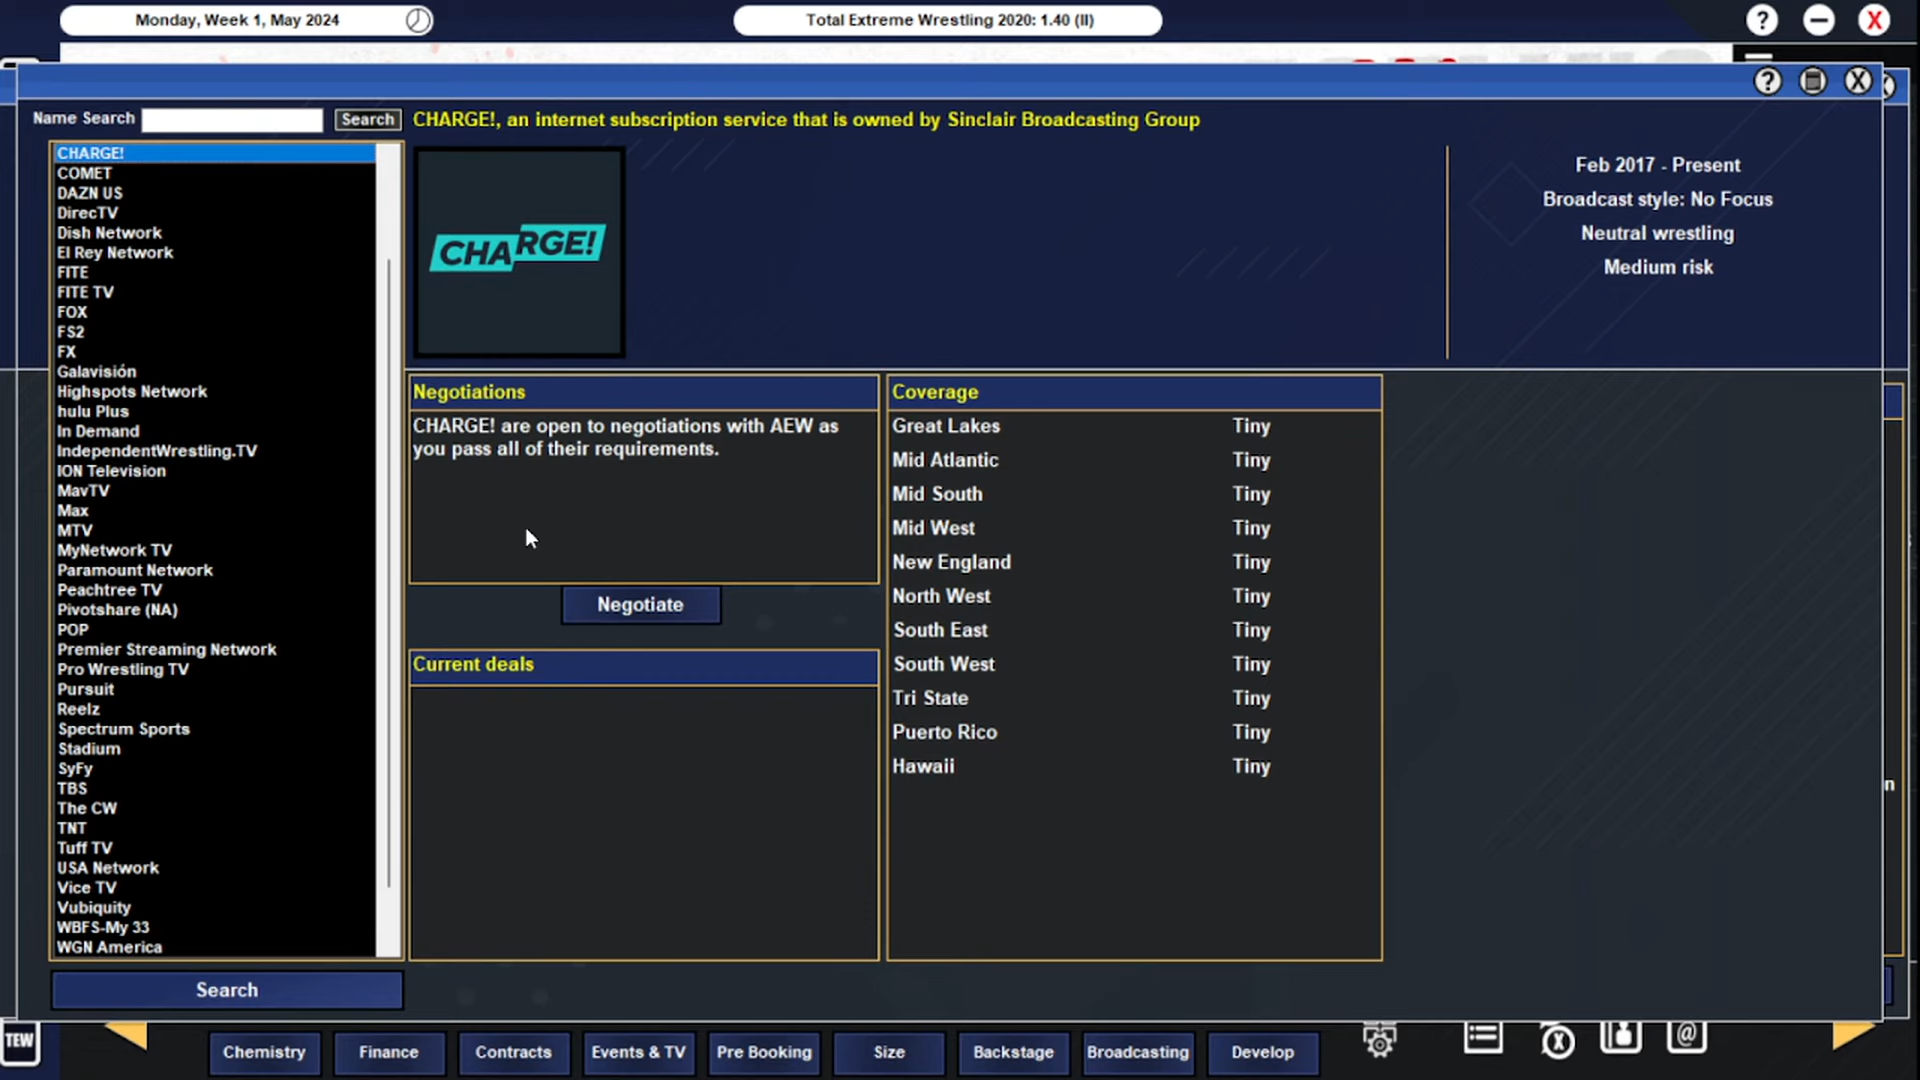 Monday, Week 1, May 2024
Total Extreme Wrestling 2020: 1.40 (II)
?
X
? X
Name Search
Search
CHARGE!, an internet subscription service that is owned by Sinclair Broadcasting Group
CHARGE!
COMET
DAZN US
DirecTV
Dish Network
El Rey Network
FITE
FITE TV
FOX
FS2
FX
Galavisión
Highspots Network
hulu Plus
In Demand
IndependentWrestling.TV
ION Television
MavTV
Max
MTV
MyNetwork TV
Paramount Network
Peachtree TV
Pivotshare (NA)
POP
Premier Streaming Network
Pro Wrestling TV
Pursuit
Reelz
Spectrum Sports
Stadium
SyFy
TBS
The CW
TNT
Tuff TV
USA Network
Vice TV
Vubiquity
WBFS-My 33
WGN America
Search
CHARGE!
Feb 2017 - Present
Broadcast style: No Focus
Neutral wrestling
Medium risk
Negotiations
CHARGE! are open to negotiations with AEW as
you pass all of their requirements.
Negotiate
Current deals
Coverage
Great Lakes Tiny
Mid Atlantic Tiny
Mid South Tiny
Mid West Tiny
New England Tiny
North West Tiny
South East Tiny
South West Tiny
Tri State Tiny
Puerto Rico Tiny
Hawaii Tiny
n
TEW
Chemistry
Finance
Contracts
Events & TV
Pre Booking
Size
Backstage
Broadcasting
Develop
X
@